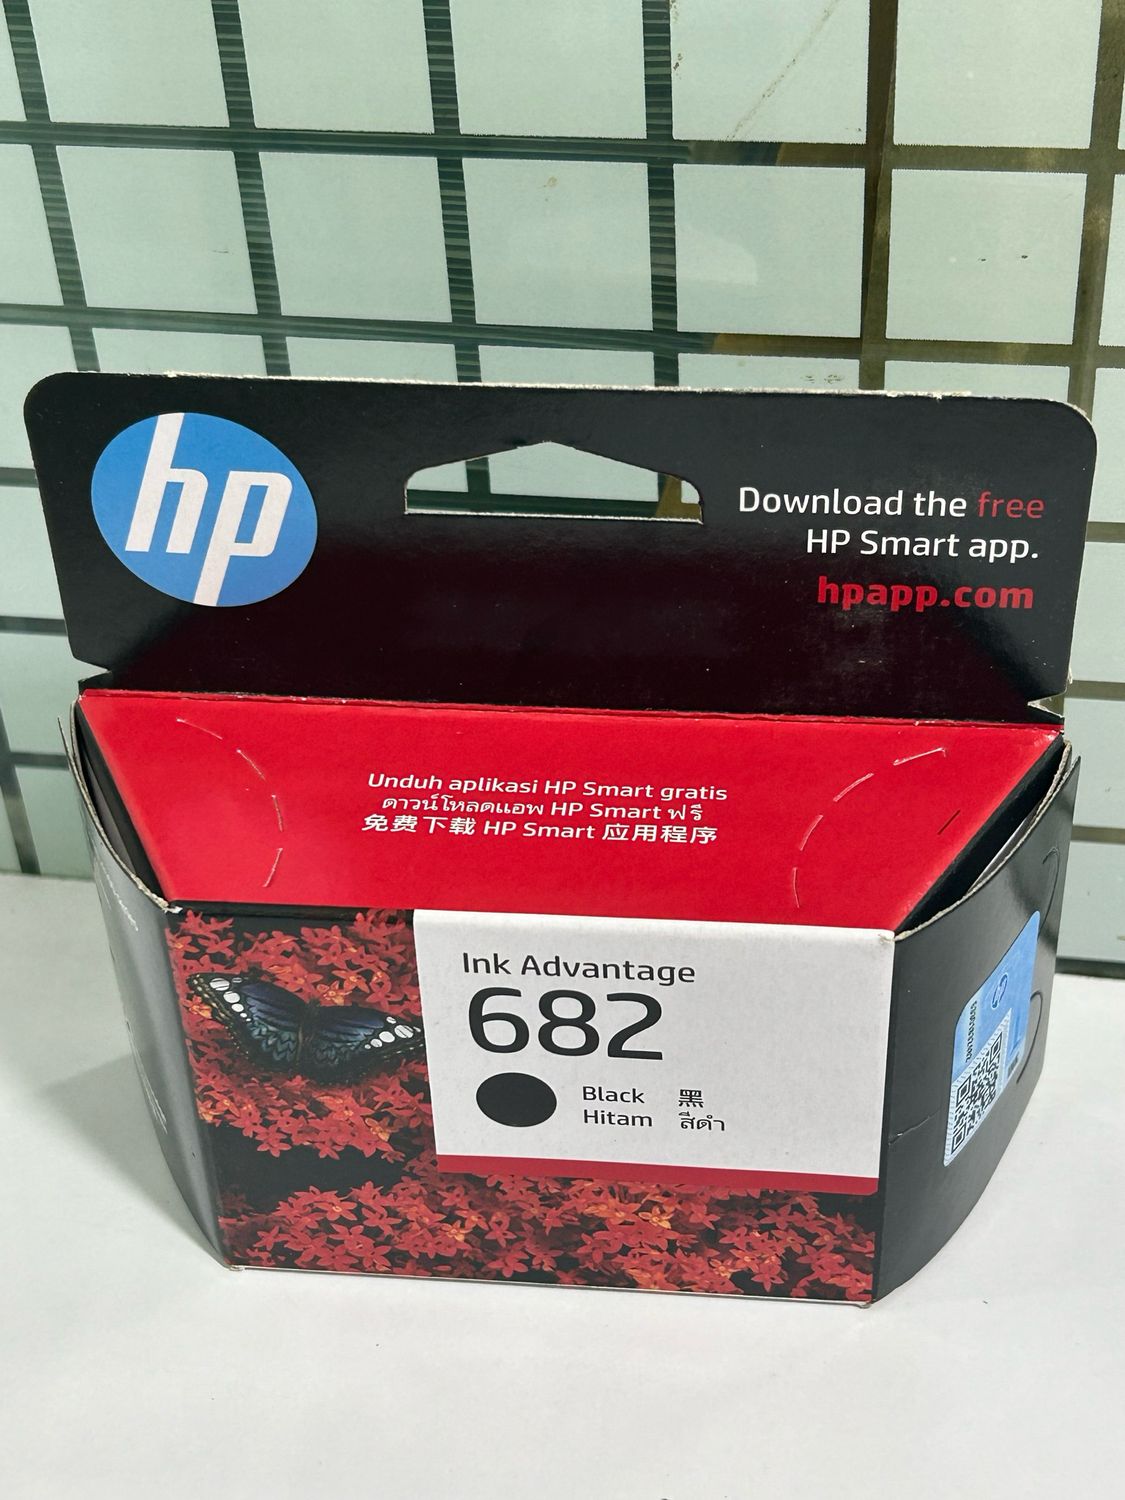 hp
Download the free
HP Smart app.
hpapp.com
Unduh aplikasi HP Smart gratis
ดาวน์โหลดแอพ HP Smart ฟรี
免费下载 HP Smart 应用程序
Ink Advantage
682
Black 黑
Hitam สีดำ